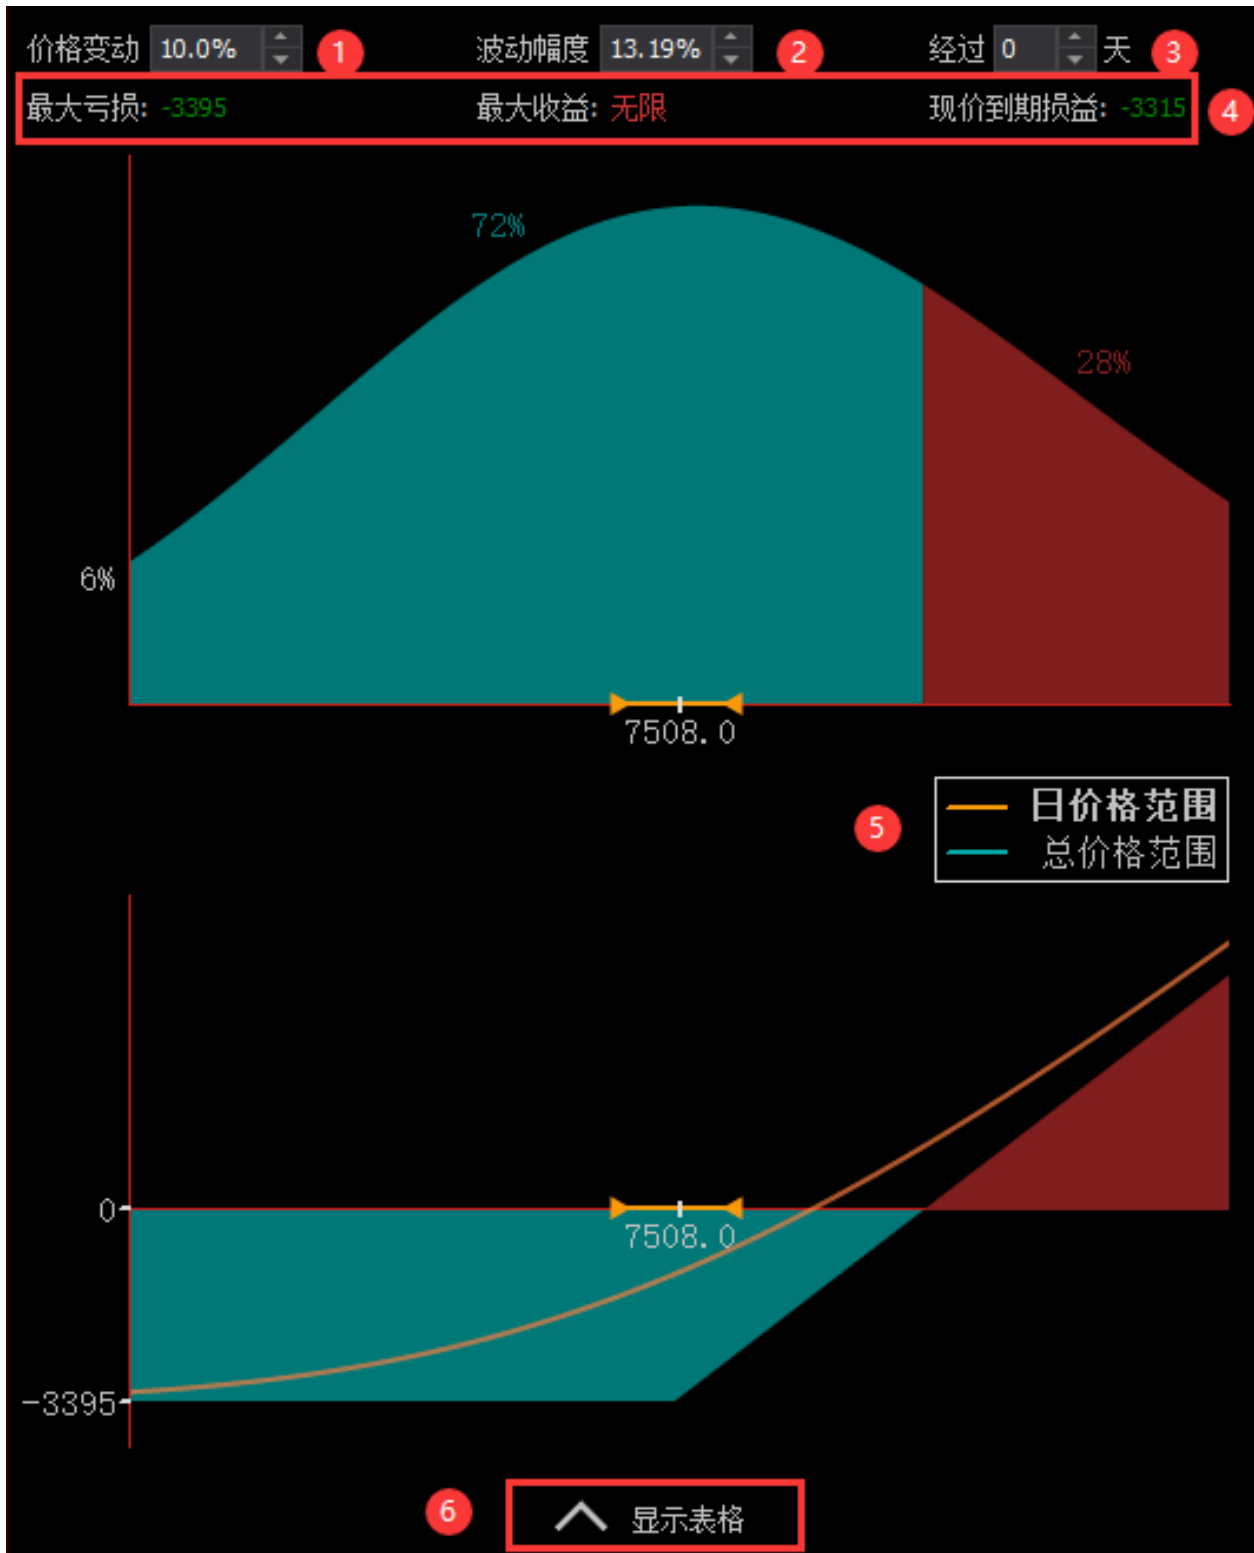 价格变动 10.0% 1 波动幅度 13.19% 2 经过 0 天 3
最大亏损: -3395 最大收益: 无限 现价到期损益: -3315 4
72%
28%
6%
7508.0
5 日价格范围
总价格范围
0
7508.0
-3395
6 显示表格